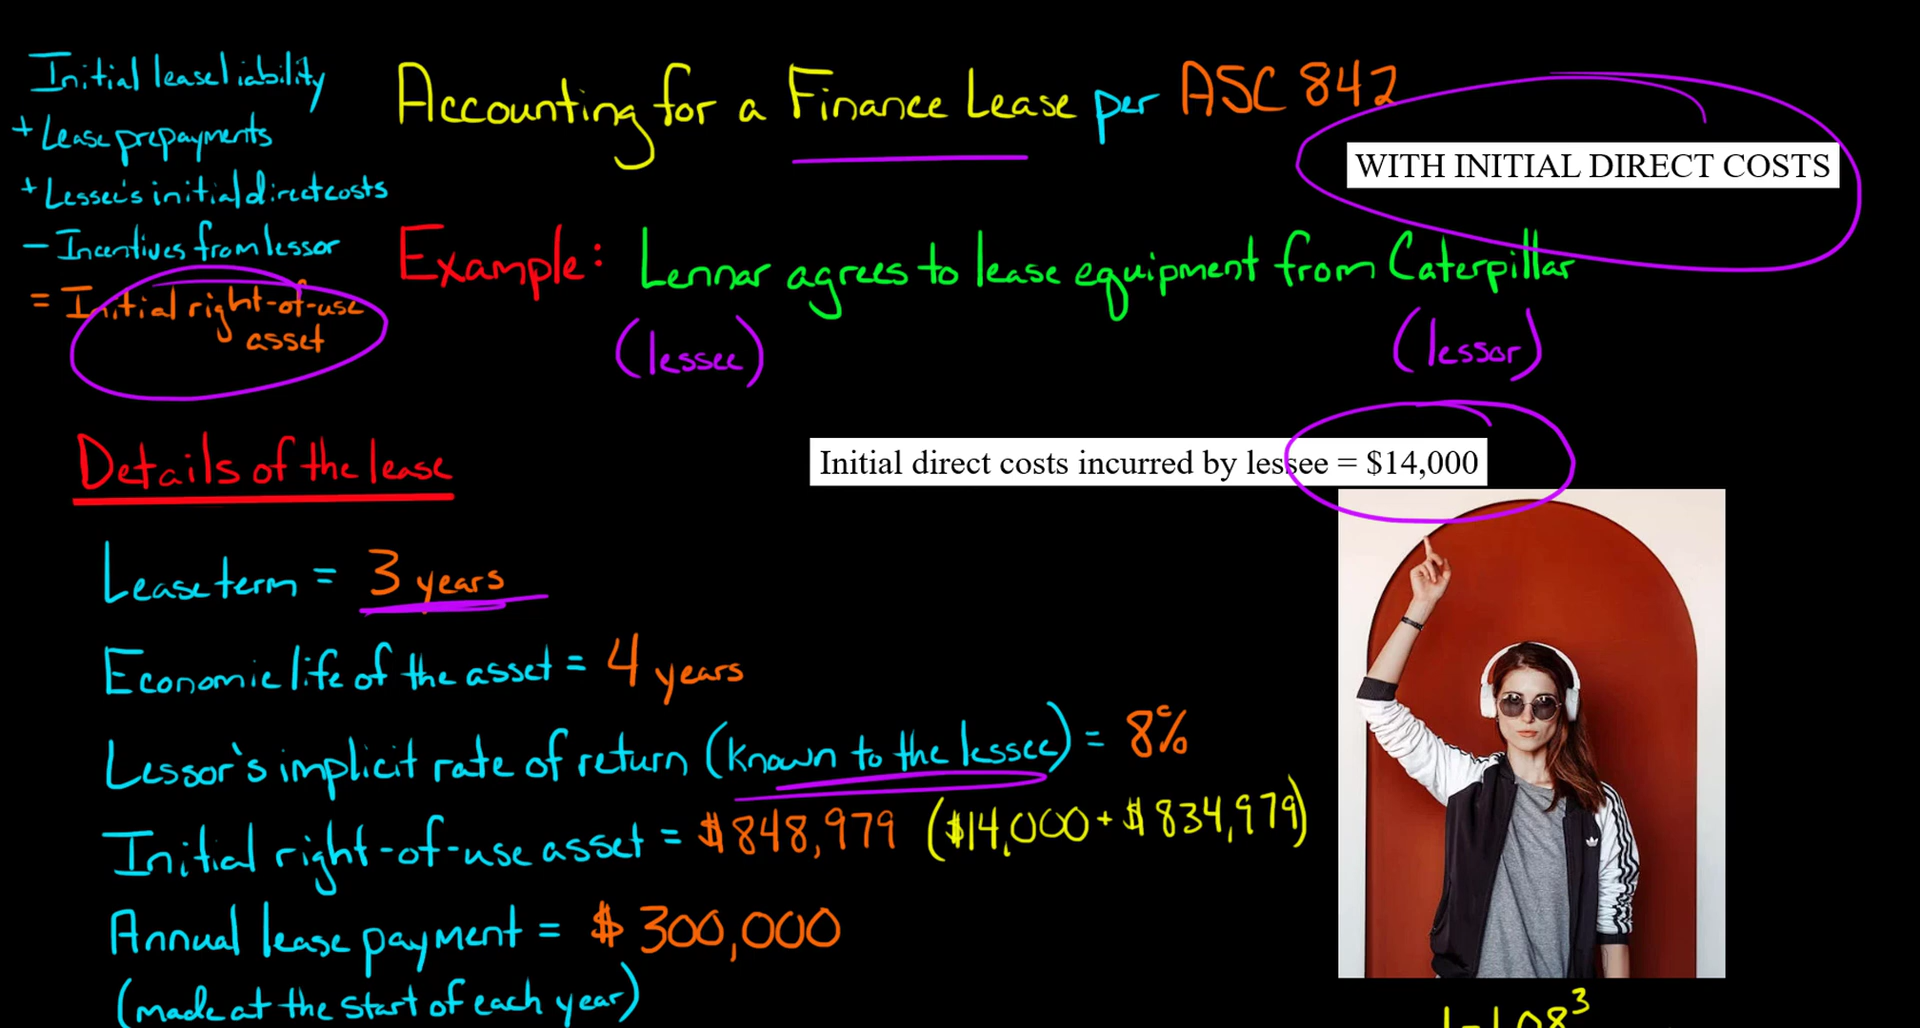 Initial lease liability
+ Lease prepayments
+ Lessee's initial direct costs
- Incentives from lessor
= Initial right-of-use
asset
Accounting for a Finance Lease per ASC 842
WITH INITIAL DIRECT COSTS
Example: Lennar agrees to lease equipment from Caterpillar
(lessee) (lessor)
Initial direct costs incurred by lessee = $14,000
Details of the lease
Lease term = 3 years
Economic life of the asset = 4 years
Lessor's implicit rate of return (known to the lessee) = 8%
Initial right-of-use asset = $848,979 ($14,000 + $834,979)
Annual lease payment = $300,000
(made at the start of each year)